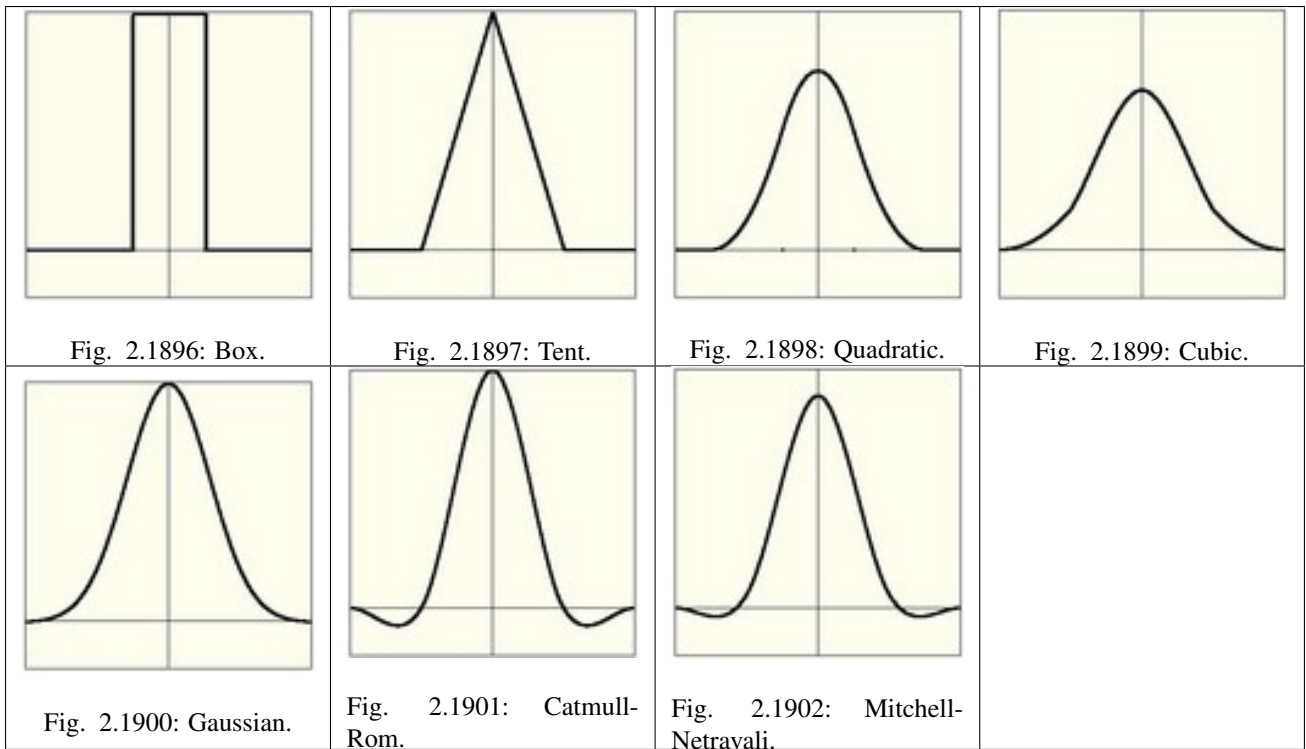 Fig. 2.1896: Box.
Fig. 2.1897: Tent.
Fig. 2.1898: Quadratic.
Fig. 2.1899: Cubic.
Fig. 2.1900: Gaussian.
Fig. 2.1901: Catmull-
Rom.
Fig. 2.1902: Mitchell-
Netravali.